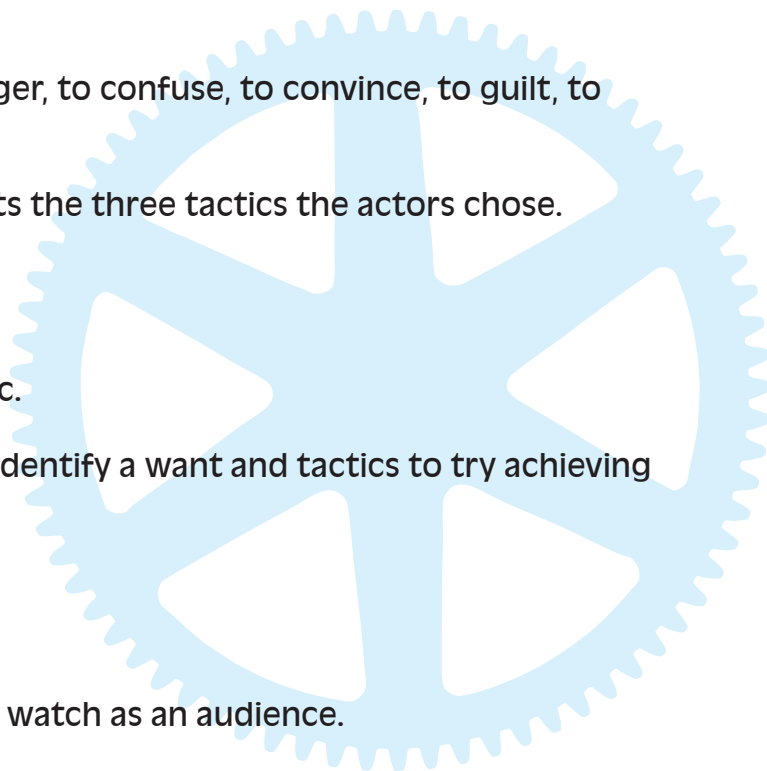 ger, to confuse, to convince, to guilt, to
ts the three tactics the actors chose.
c.
dentify a want and tactics to try achieving
watch as an audience.